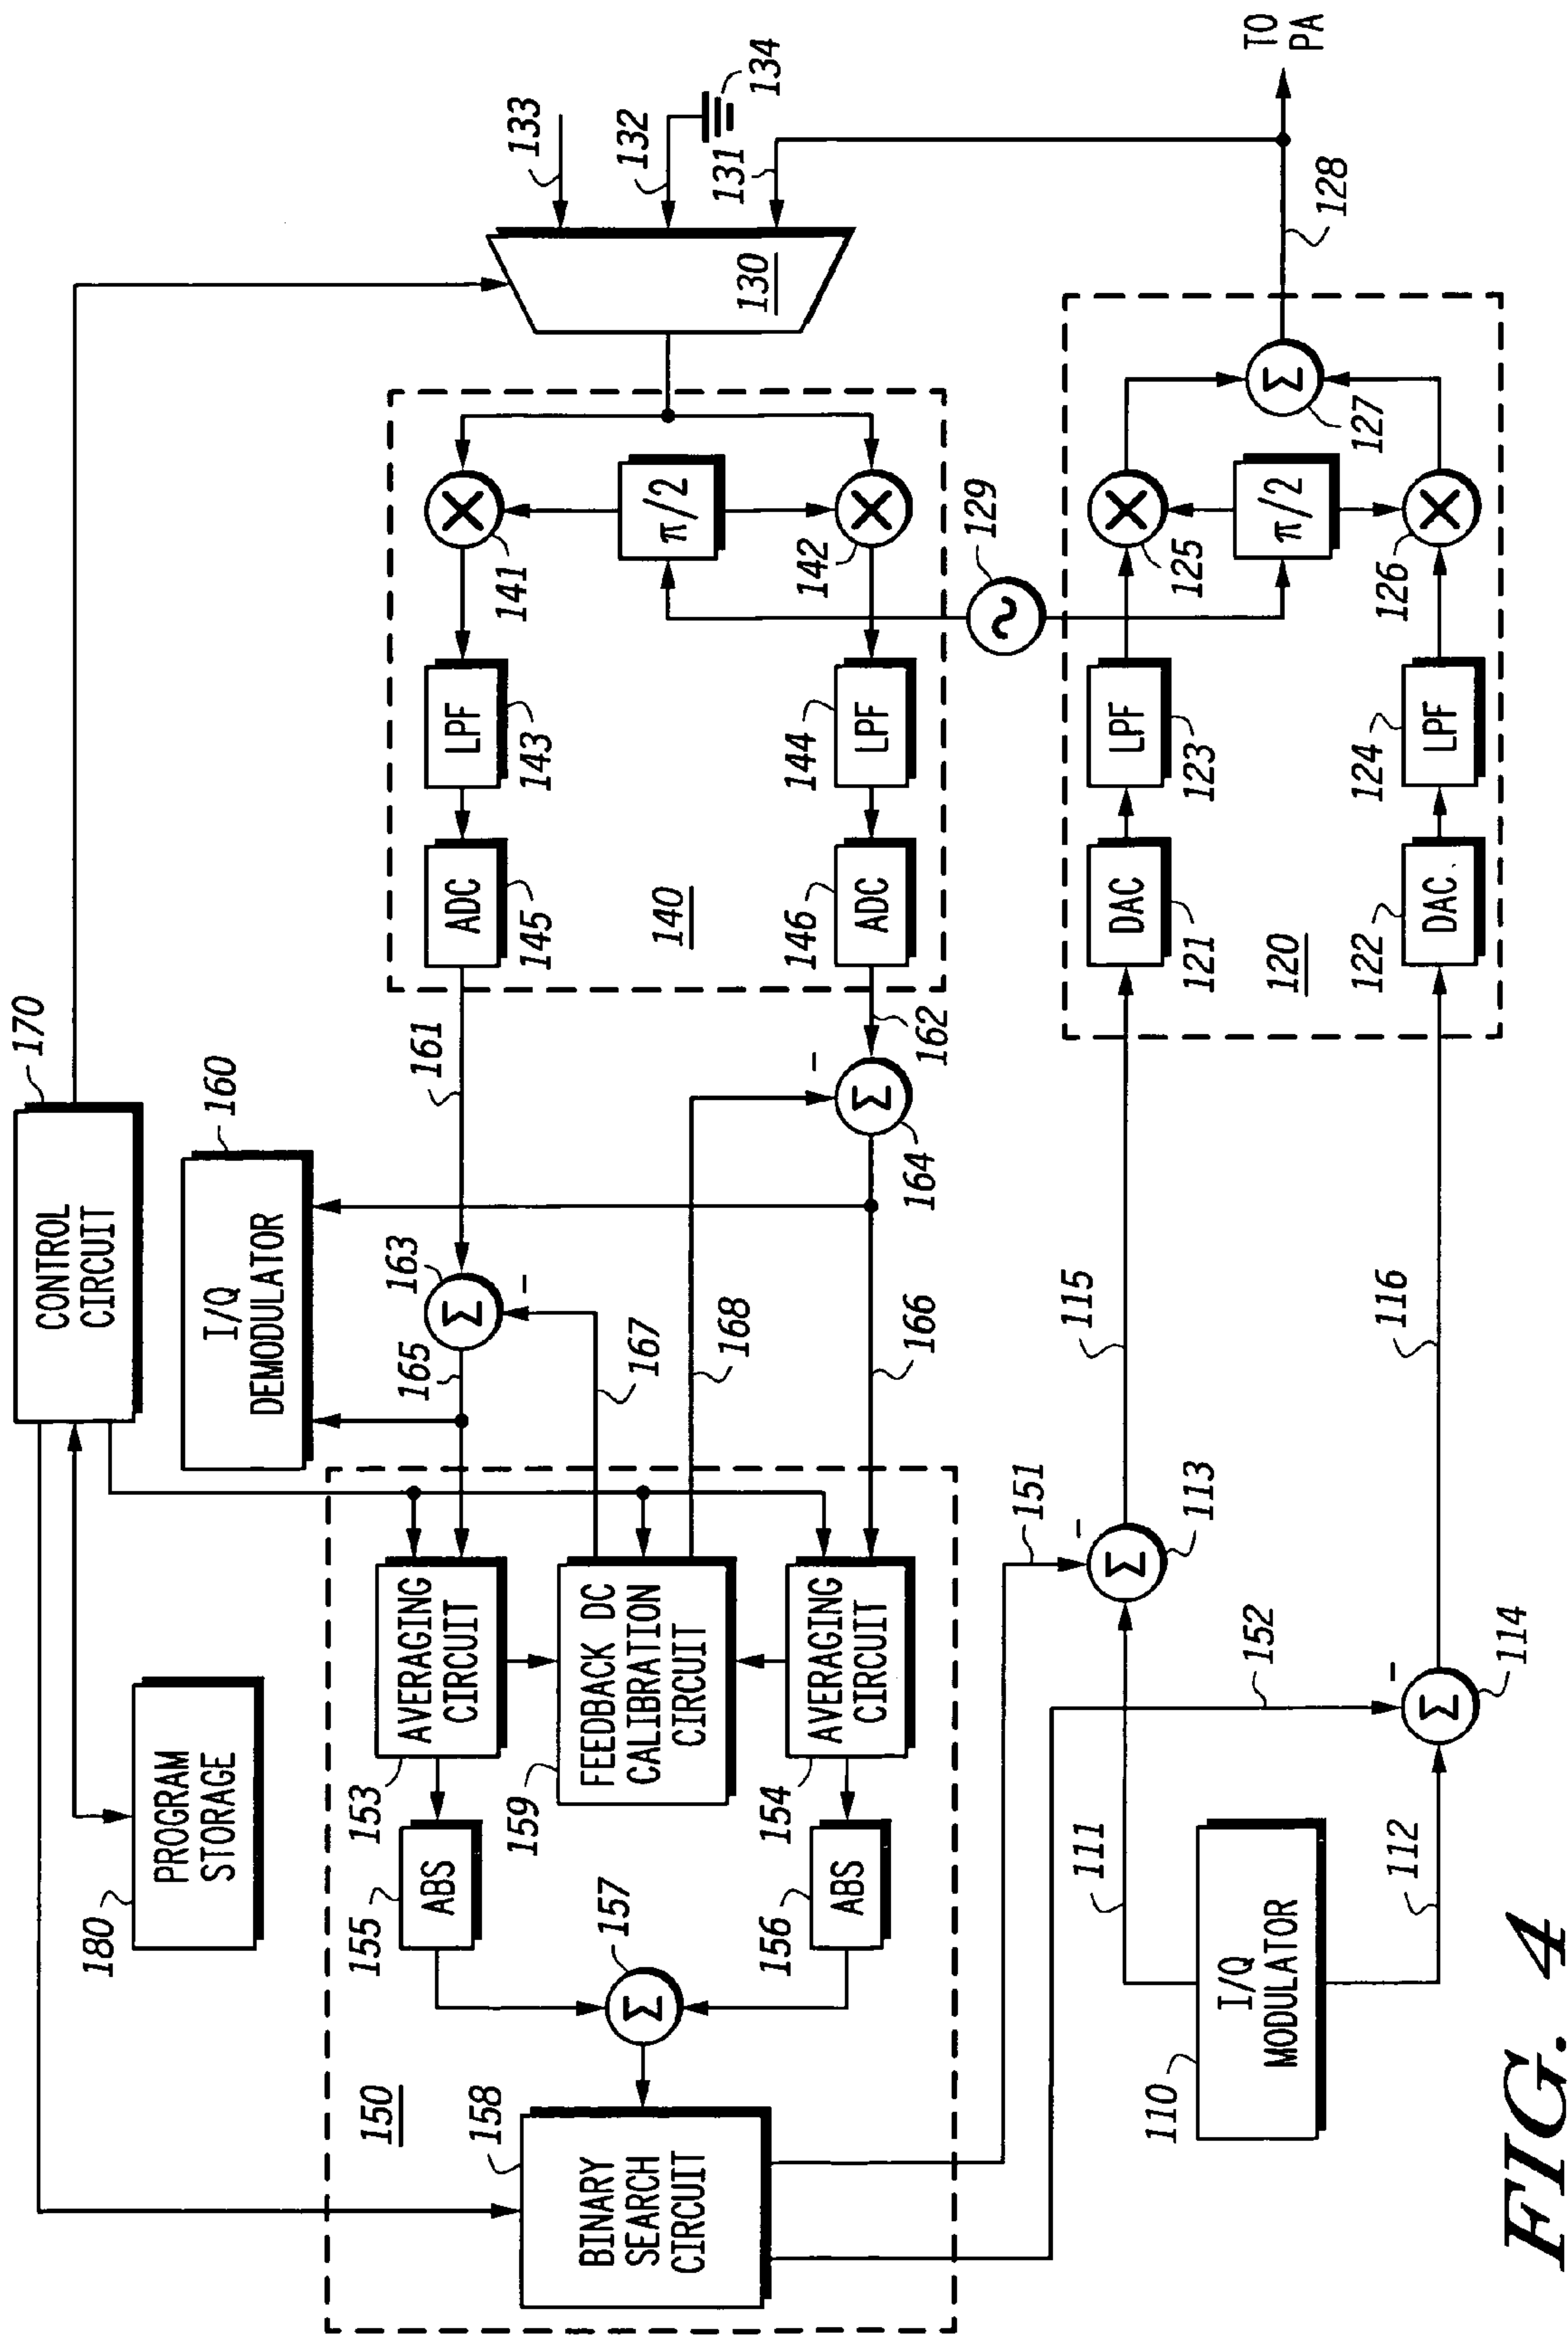 170
CONTROL
CIRCUIT
160
I/Q
DEMODULATOR
180
PROGRAM
STORAGE
150
158
BINARY
SEARCH
CIRCUIT
157
Σ
155
ABS
156
ABS
153
AVERAGING
CIRCUIT
159
FEEDBACK DC
CALIBRATION
CIRCUIT
154
AVERAGING
CIRCUIT
165
163
Σ
-
167
168
166
161
164
Σ
-
162
140
145
ADC
143
LPF
141
X
π/2
146
ADC
144
LPF
142
X
130
133
132
134
131
129
~
110
I/Q
MODULATOR
111
112
151
152
113
Σ
-
114
Σ
-
115
116
120
121
DAC
123
LPF
125
X
π/2
122
DAC
124
LPF
126
X
127
Σ
128
TO
PA
FIG. 4